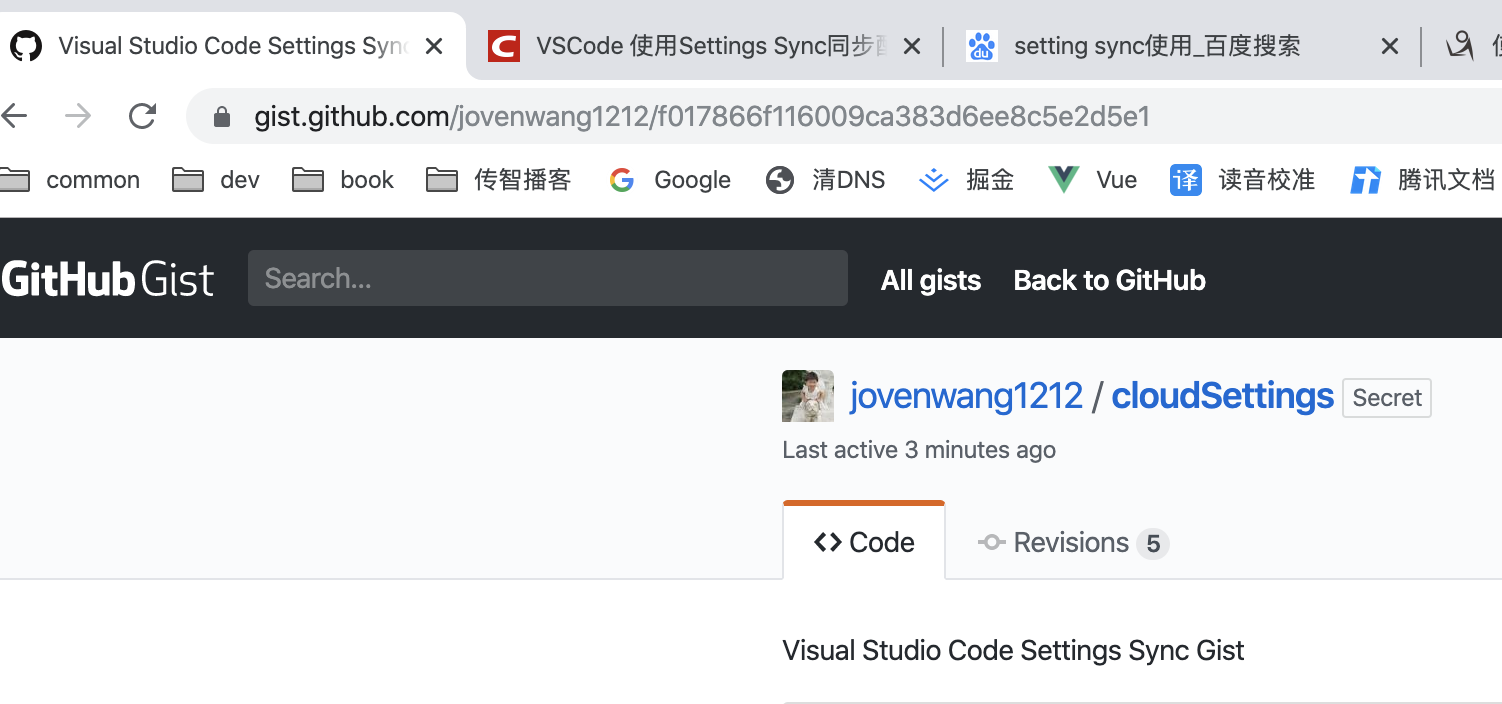 Visual Studio Code Settings Sync
VSCode 使用Settings Sync同步
setting sync使用_百度搜索
gist.github.com/jovenwang1212/f017866f116009ca383d6ee8c5e2d5e1
common dev book 传智播客 Google 清DNS 掘金 Vue 译 读音校准 腾讯文档
GitHub Gist Search... All gists Back to GitHub
jovenwang1212 / cloudSettings Secret
Last active 3 minutes ago
Code Revisions 5
Visual Studio Code Settings Sync Gist